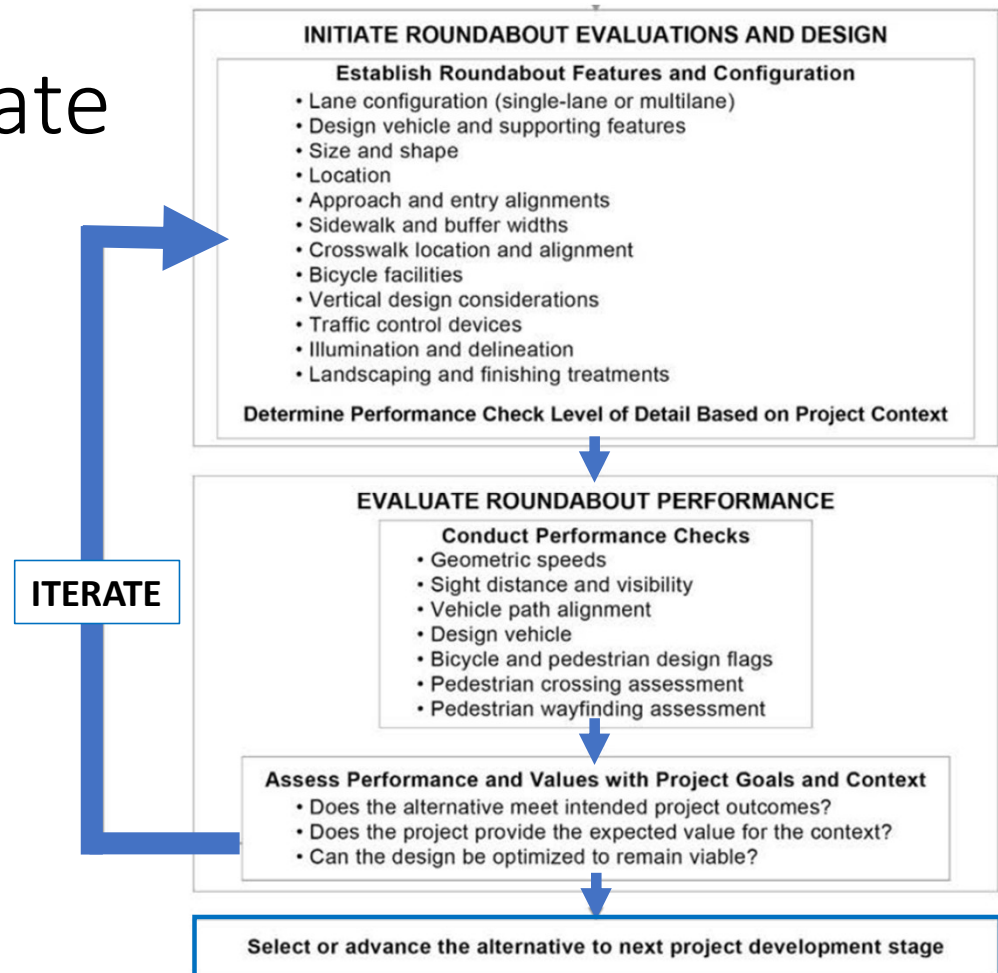 ate
INITIATE ROUNDABOUT EVALUATIONS AND DESIGN
Establish Roundabout Features and Configuration
• Lane configuration (single-lane or multilane)
• Design vehicle and supporting features
• Size and shape
• Location
• Approach and entry alignments
• Sidewalk and buffer widths
• Crosswalk location and alignment
• Bicycle facilities
• Vertical design considerations
• Traffic control devices
• Illumination and delineation
• Landscaping and finishing treatments
Determine Performance Check Level of Detail Based on Project Context
EVALUATE ROUNDABOUT PERFORMANCE
Conduct Performance Checks
• Geometric speeds
• Sight distance and visibility
• Vehicle path alignment
• Design vehicle
• Bicycle and pedestrian design flags
• Pedestrian crossing assessment
• Pedestrian wayfinding assessment
ITERATE
Assess Performance and Values with Project Goals and Context
• Does the alternative meet intended project outcomes?
• Does the project provide the expected value for the context?
• Can the design be optimized to remain viable?
Select or advance the alternative to next project development stage